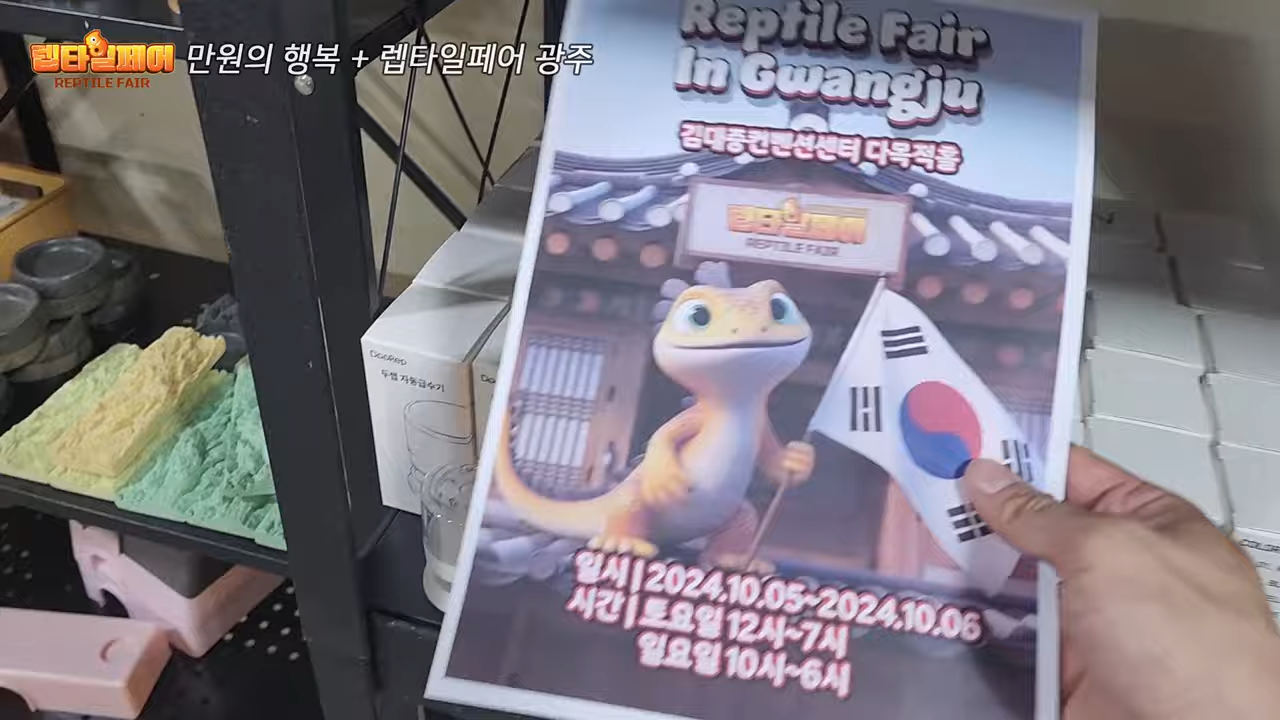 렙타일페어
REPTILE FAIR
만원의 행복 + 렙타일페어 광주
Reptile Fair
In Gwangju
김대중컨벤션센터 다목적홀
렙타일페어
REPTILE FAIR
DooRep
두렙 자동급수기
일시 | 2024.10.05~2024.10.06
시간 | 토요일 12시~7시
일요일 10시~6시